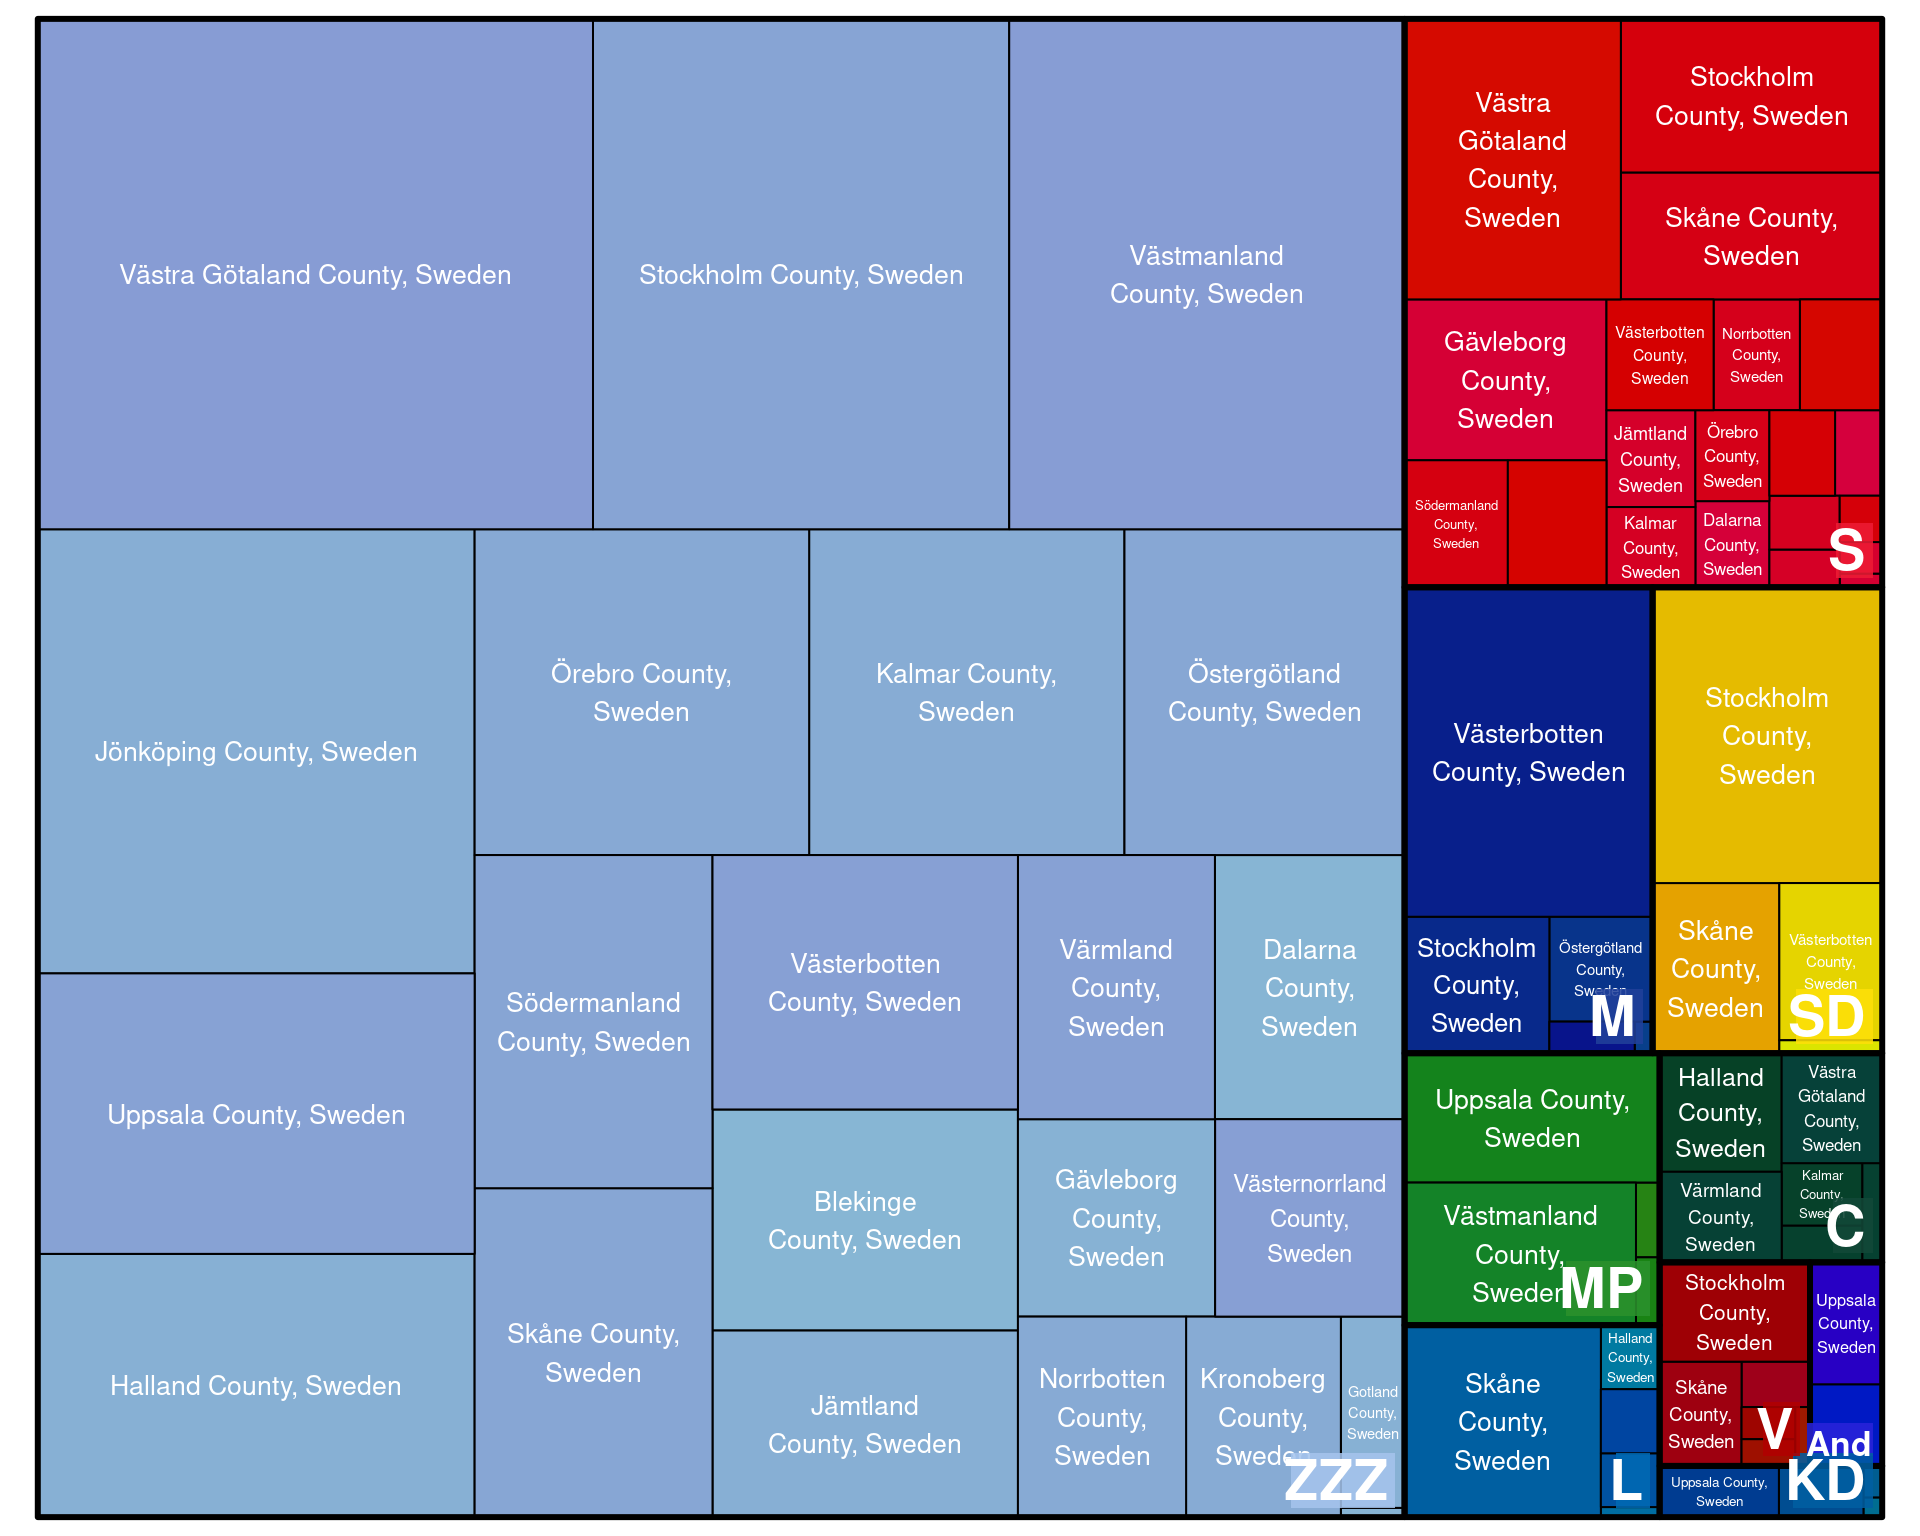 Västra Götaland County, Sweden
Stockholm County, Sweden
Västmanland
County, Sweden
Jönköping County, Sweden
Örebro County,
Sweden
Kalmar County,
Sweden
Östergötland
County, Sweden
Uppsala County, Sweden
Halland County, Sweden
Södermanland
County, Sweden
Västerbotten
County, Sweden
Värmland
County,
Sweden
Dalarna
County,
Sweden
Skåne County,
Sweden
Blekinge
County, Sweden
Jämtland
County, Sweden
Gävleborg
County,
Sweden
Västernorrland
County,
Sweden
Norrbotten
County,
Sweden
Kronoberg
County,
Sweden
Gotland
County,
Sweden
ZZZ
Västra
Götaland
County,
Sweden
Stockholm
County, Sweden
Skåne County,
Sweden
Gävleborg
County,
Sweden
Västerbotten
County,
Sweden
Norrbotten
County,
Sweden
Södermanland
County,
Sweden
Jämtland
County,
Sweden
Örebro
County,
Sweden
Kalmar
County,
Sweden
Dalarna
County,
Sweden
S
Västerbotten
County, Sweden
Stockholm
County,
Sweden
Östergötland
County,
Sweden
M
Stockholm
County,
Sweden
Skåne
County,
Sweden
Västerbotten
County,
Sweden
SD
Uppsala County,
Sweden
Västmanland
County,
Sweden
MP
Halland
County,
Sweden
Västra
Götaland
County,
Sweden
Värmland
County,
Sweden
Kalmar
County,
Sweden
C
Skåne
County,
Sweden
Halland
County,
Sweden
L
Stockholm
County,
Sweden
Skåne
County,
Sweden
V
Uppsala
County,
Sweden
And
Uppsala County,
Sweden
KD